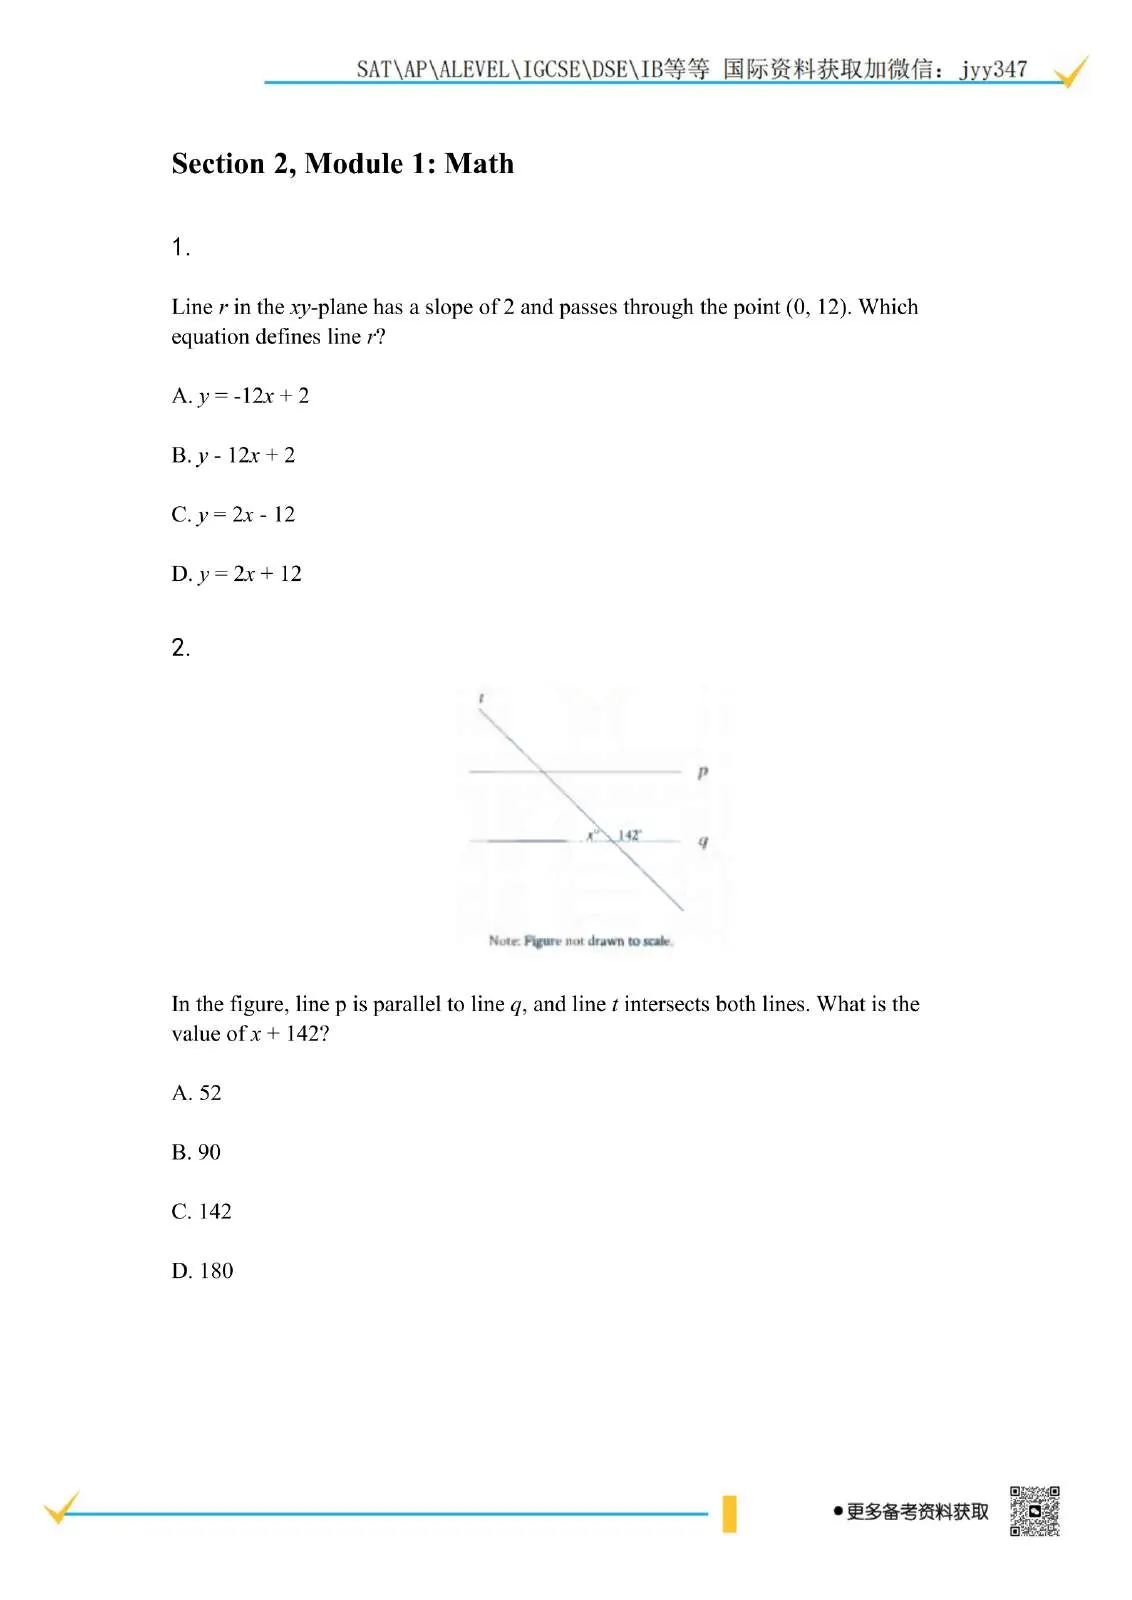 SAT\AP\ALEVEL\IGCSE\DSE\IB等等 国际资料获取加微信: jyy347
Section 2, Module 1: Math
1.
Line r in the xy-plane has a slope of 2 and passes through the point (0, 12). Which
equation defines line r?
A. y = -12x + 2
B. y - 12x + 2
C. y = 2x - 12
D. y = 2x + 12
2.
t
p
x° 142°
q
Note: Figure not drawn to scale.
In the figure, line p is parallel to line q, and line t intersects both lines. What is the
value of x + 142?
A. 52
B. 90
C. 142
D. 180
●更多备考资料获取